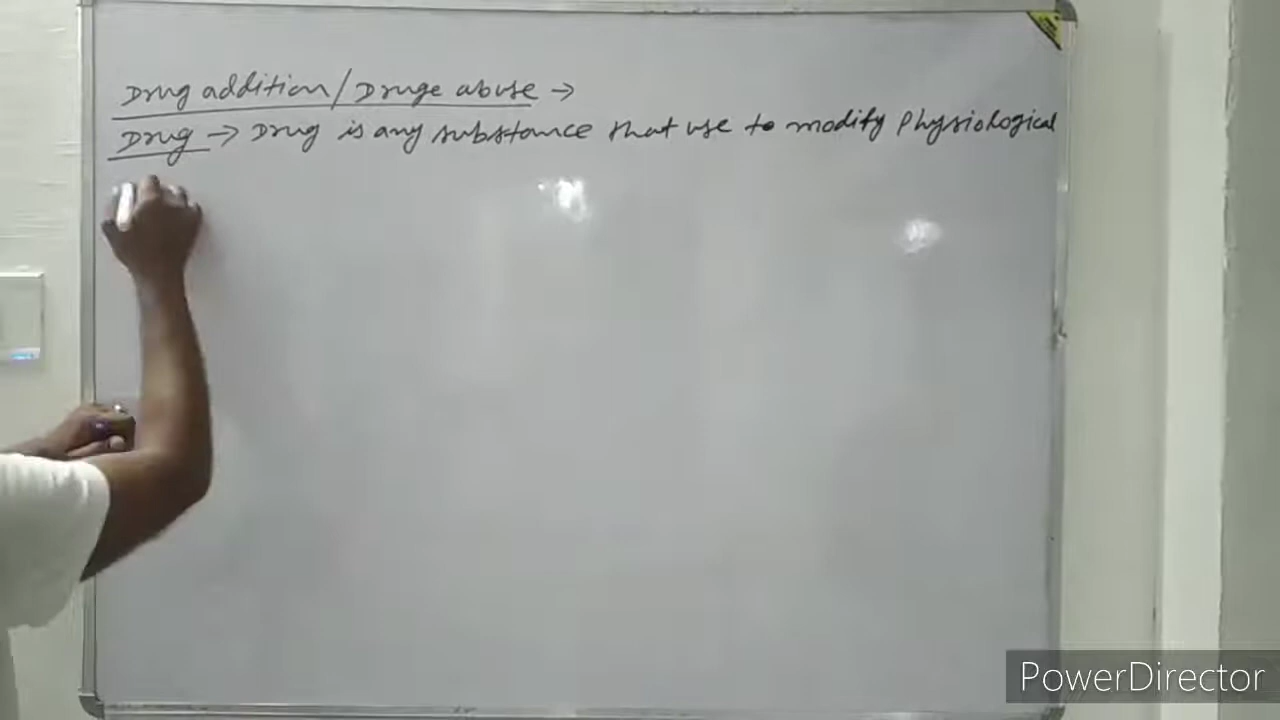 Drug addition / Druge abuse →
Drug → Drug is any substance that use to modify Physiological
PowerDirector